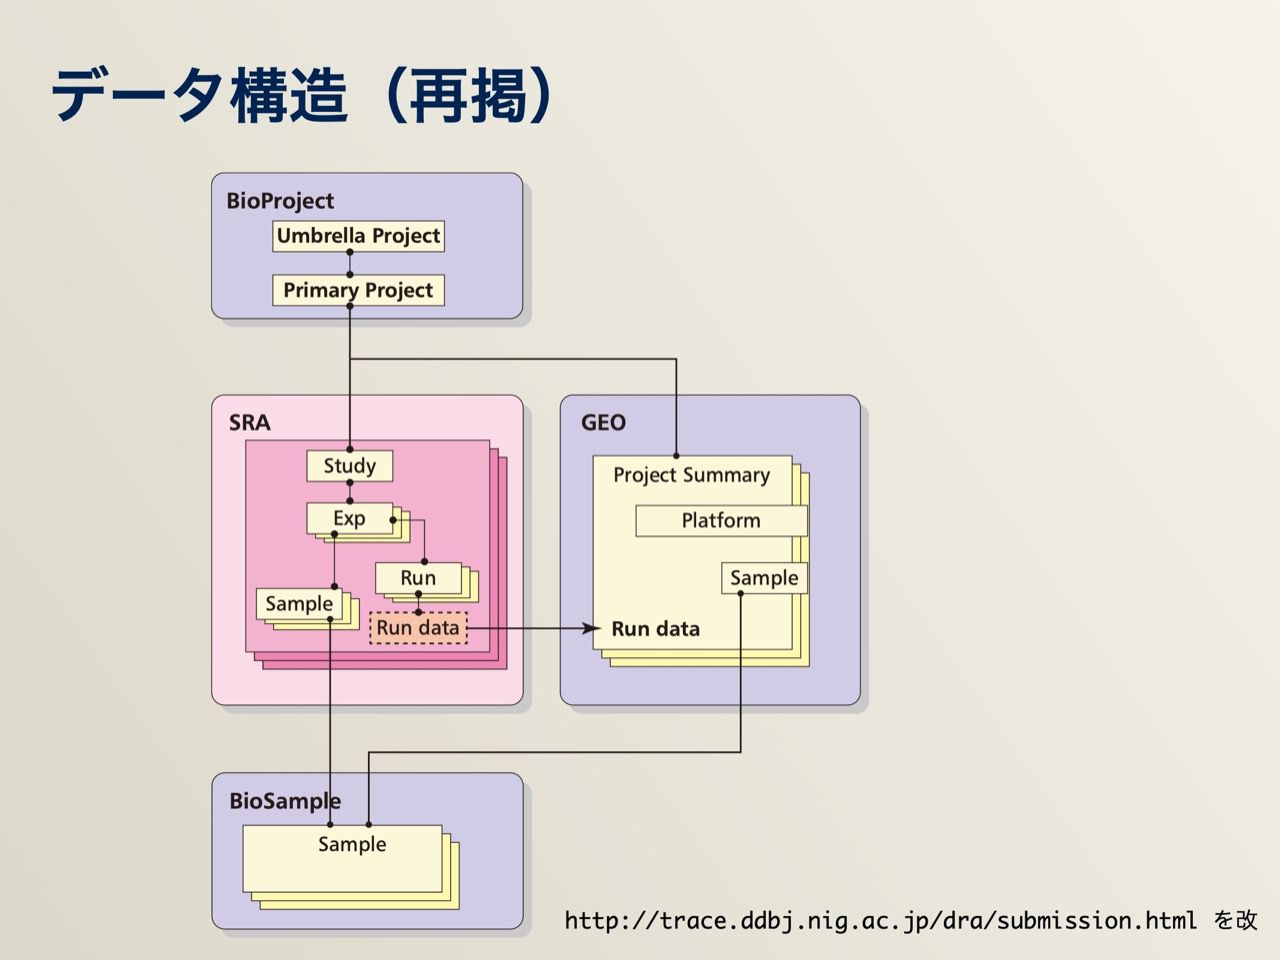 データ構造（再掲）
BioProject
Umbrella Project
Primary Project
SRA
Study
Exp
Run
Sample
Run data
GEO
Project Summary
Platform
Sample
Run data
BioSample
Sample
http://trace.ddbj.nig.ac.jp/dra/submission.html を改